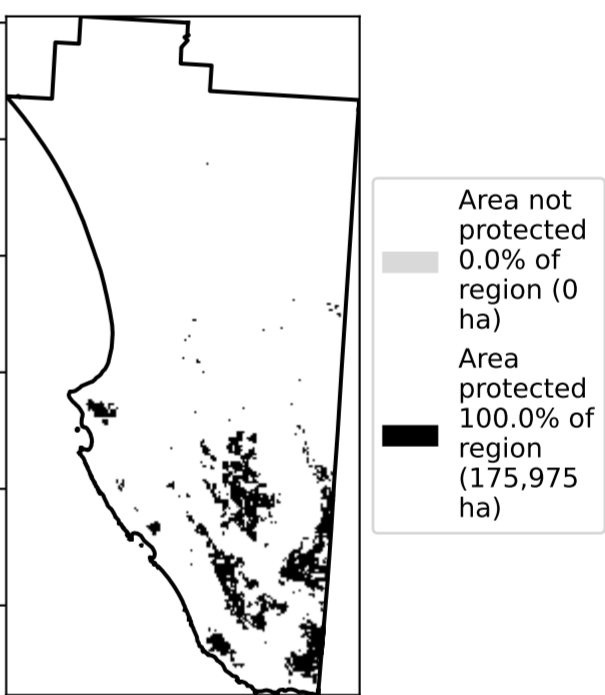 Area not
protected
0.0% of
region (0
ha)
Area
protected
100.0% of
region
(175,975
ha)